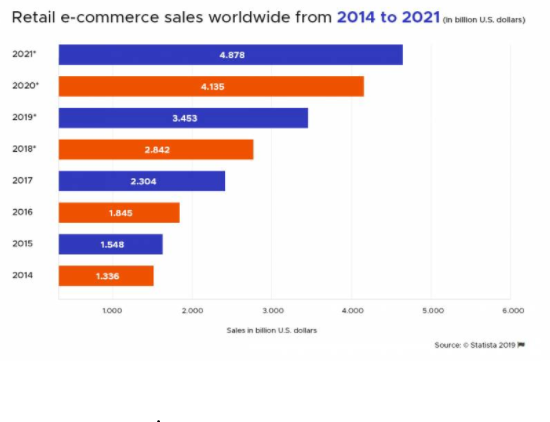 Retail e-commerce sales worldwide from 2014 to 2021 (in billion U.S. dollars)
2021* 4.878
2020* 4.135
2019* 3.453
2018* 2.842
2017 2.304
2016 1.845
2015 1.548
2014 1.336
1.000 2.000 3.000 4.000 5.000 6.000
Sales in billion U.S. dollars
Source: © Statista 2019